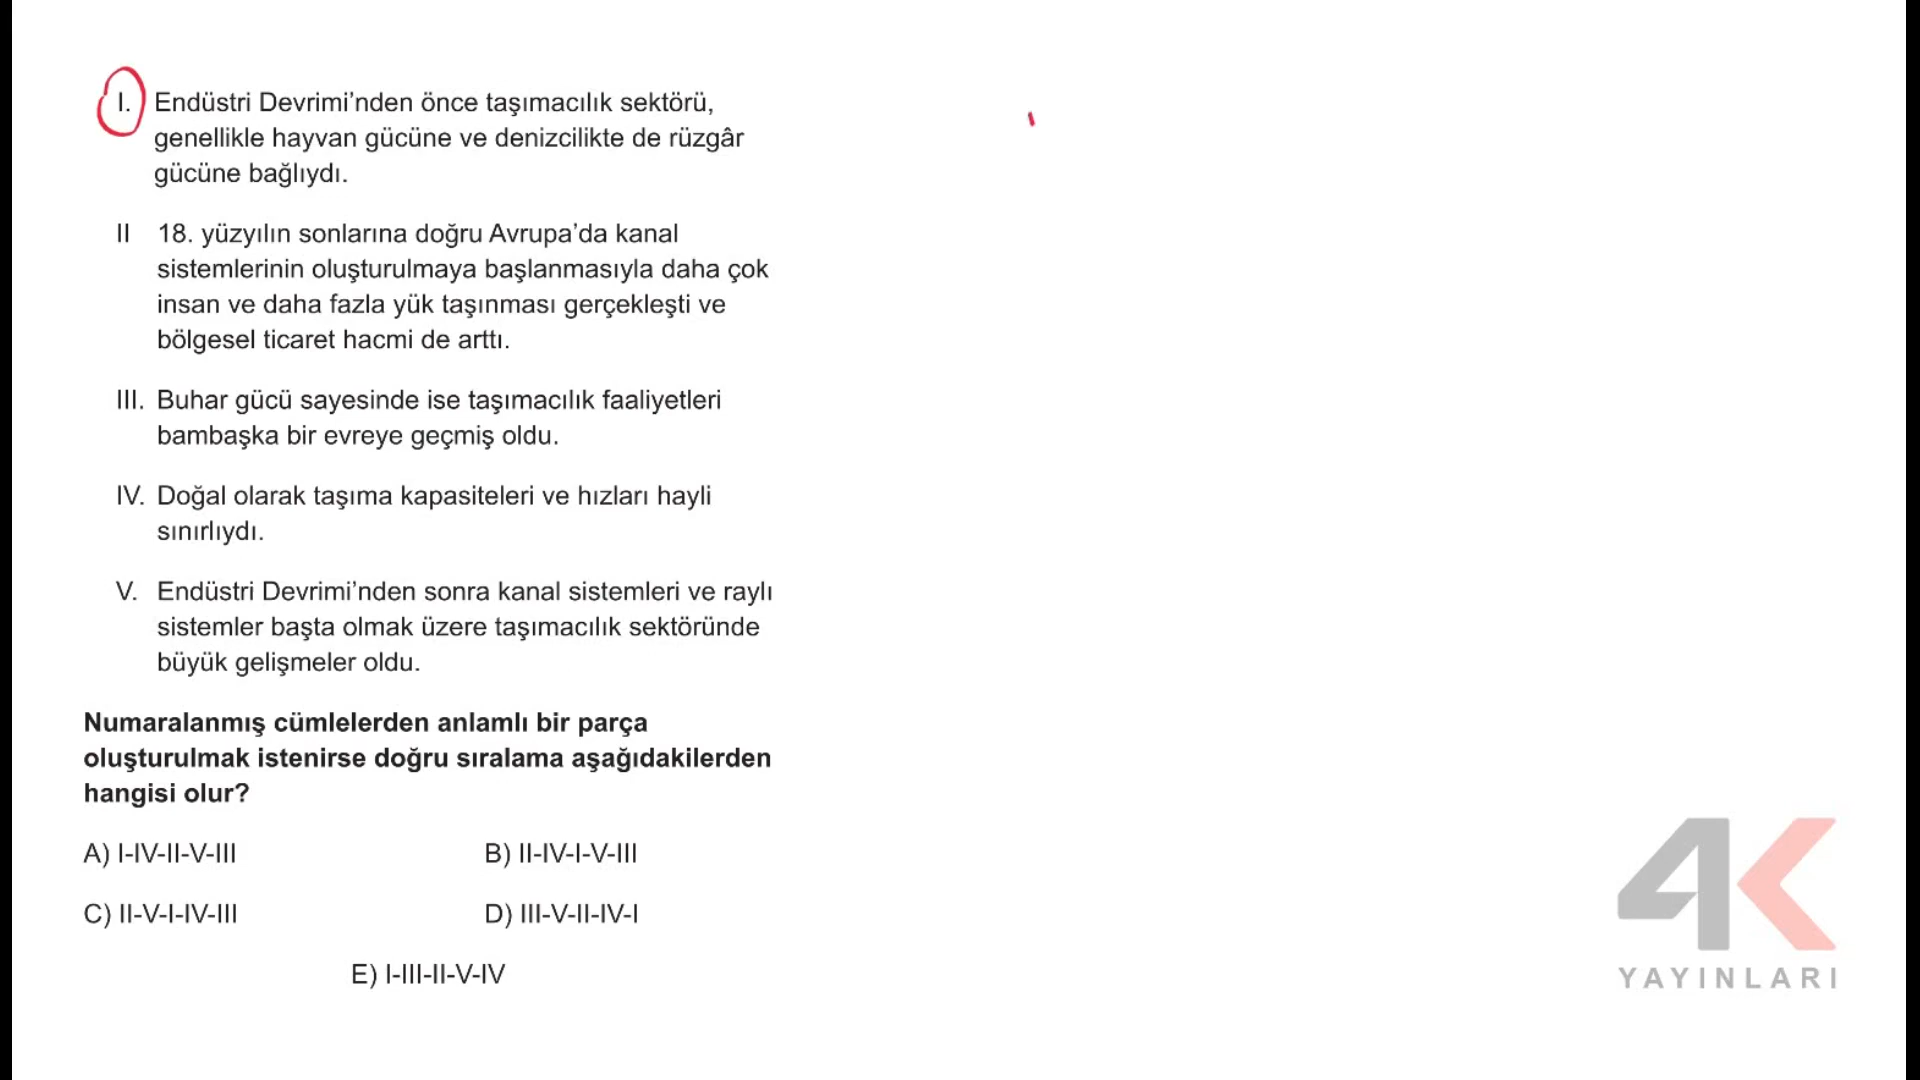 I. Endüstri Devrimi’nden önce taşımacılık sektörü,
genellikle hayvan gücüne ve denizcilikte de rüzgâr
gücüne bağlıydı.
II 18. yüzyılın sonlarına doğru Avrupa’da kanal
sistemlerinin oluşturulmaya başlanmasıyla daha çok
insan ve daha fazla yük taşınması gerçekleşti ve
bölgesel ticaret hacmi de arttı.
III. Buhar gücü sayesinde ise taşımacılık faaliyetleri
bambaşka bir evreye geçmiş oldu.
IV. Doğal olarak taşıma kapasiteleri ve hızları hayli
sınırlıydı.
V. Endüstri Devrimi’nden sonra kanal sistemleri ve raylı
sistemler başta olmak üzere taşımacılık sektöründe
büyük gelişmeler oldu.
Numaralanmış cümlelerden anlamlı bir parça
oluşturulmak istenirse doğru sıralama aşağıdakilerden
hangisi olur?
A) I-IV-II-V-III B) II-IV-I-V-III
C) II-V-I-IV-III D) III-V-II-IV-I
E) I-III-II-V-IV
4K
YAYINLARI